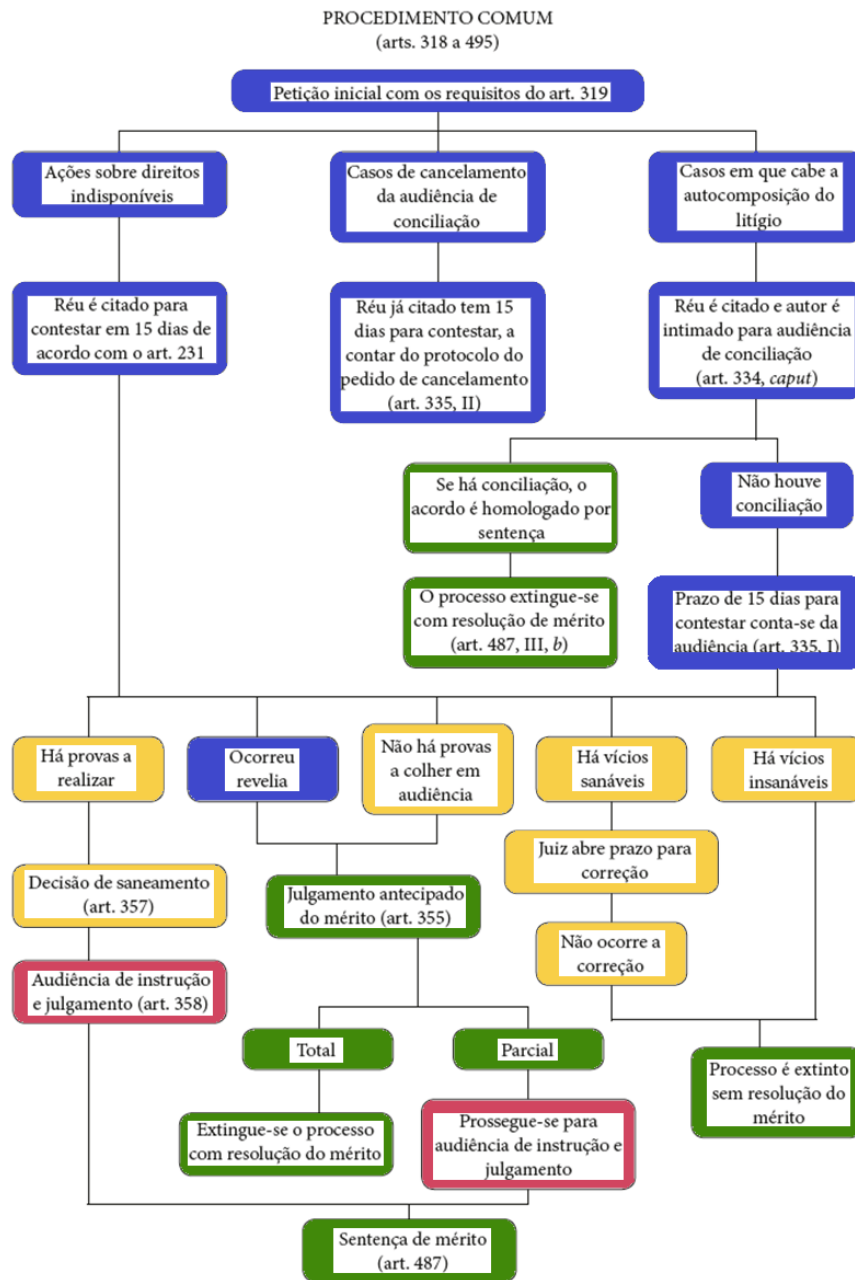 PROCEDIMENTO COMUM
(arts. 318 a 495)
Petição inicial com os requisitos do art. 319
Ações sobre direitos
indisponíveis
Casos de cancelamento
da audiência de
conciliação
Casos em que cabe a
autocomposição do
litígio
Réu é citado para
contestar em 15 dias de
acordo com o art. 231
Réu já citado tem 15
dias para contestar, a
contar do protocolo do
pedido de cancelamento
(art. 335, II)
Réu é citado e autor é
intimado para audiência
de conciliação
(art. 334, caput)
Se há conciliação, o
acordo é homologado por
sentença
Não houve
conciliação
O processo extingue-se
com resolução de mérito
(art. 487, III, b)
Prazo de 15 dias para
contestar conta-se da
audiência (art. 335, I)
Há provas a
realizar
Ocorreu
revelia
Não há provas
a colher em
audiência
Há vícios
sanáveis
Há vícios
insanáveis
Juiz abre prazo para
correção
Decisão de saneamento
(art. 357)
Julgamento antecipado
do mérito (art. 355)
Não ocorre a
correção
Audiência de instrução
e julgamento (art. 358)
Total
Parcial
Processo é extinto
sem resolução do
mérito
Extingue-se o processo
com resolução do mérito
Prossegue-se para
audiência de instrução e
julgamento
Sentença de mérito
(art. 487)